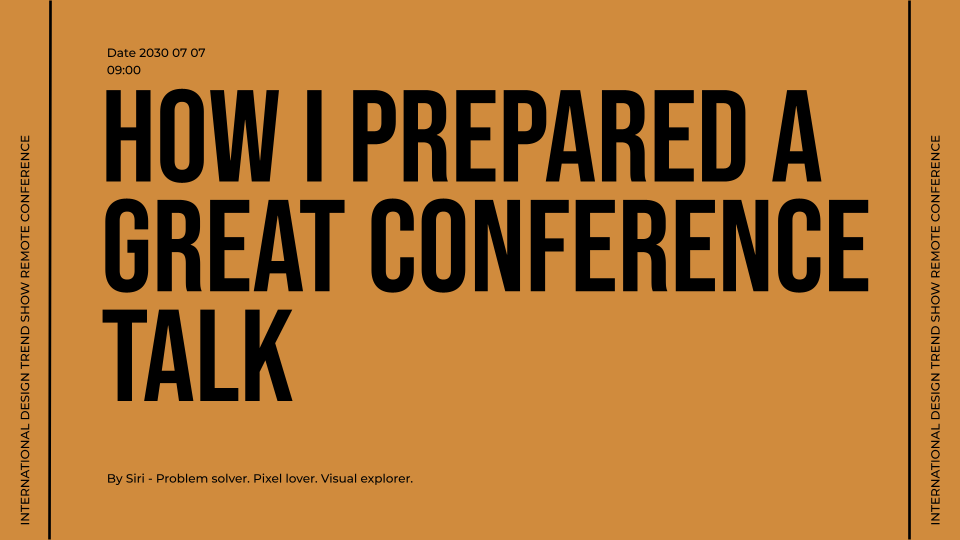 INTERNATIONAL DESIGN TREND SHOW REMOTE CONFERENCE
Date 2030 07 07
09:00
HOW I PREPARED A
GREAT CONFERENCE
TALK
By Siri - Problem solver. Pixel lover. Visual explorer.
INTERNATIONAL DESIGN TREND SHOW REMOTE CONFERENCE